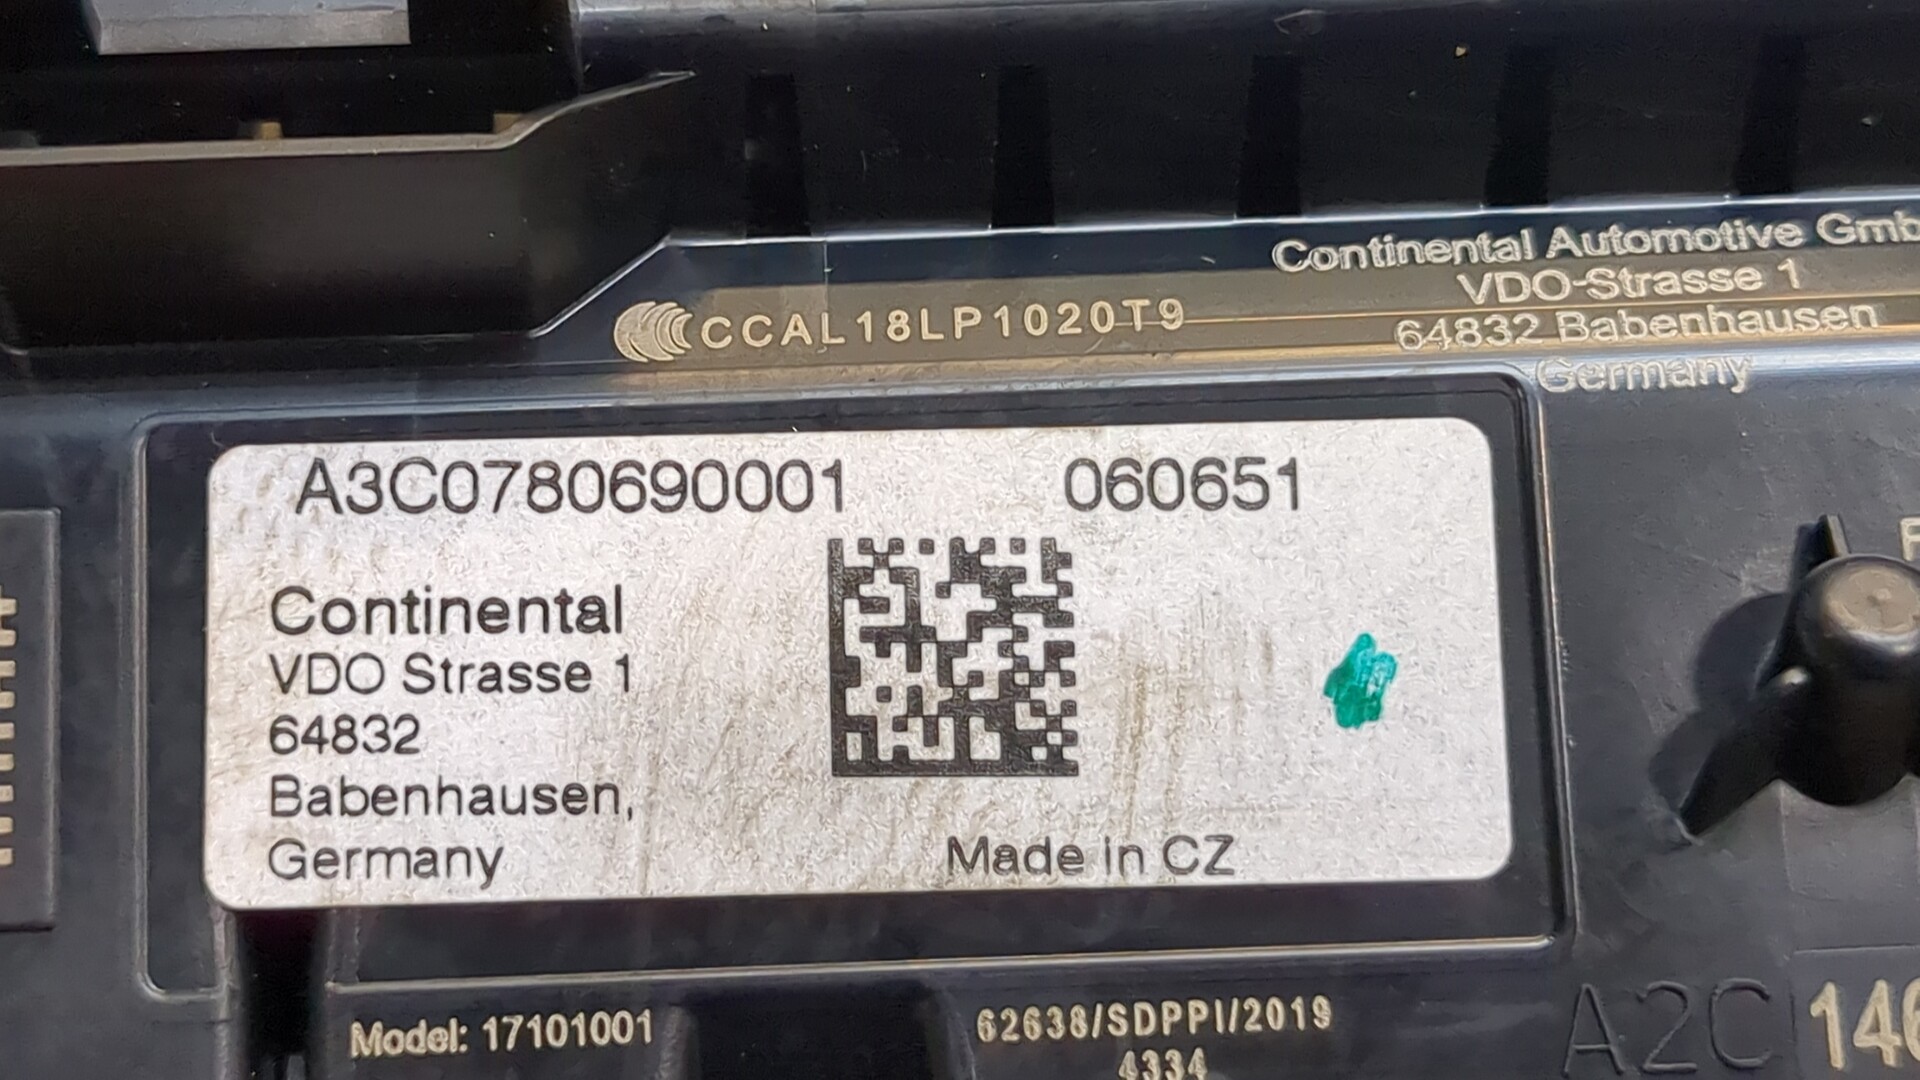 Continental Automotive Gmb
VDO-Strasse 1
64832 Babenhausen
Germany
CCAL18LP1020T9
A3C0780690001 060651
Continental
VDO Strasse 1
64832
Babenhausen,
Germany
Made in CZ
Model: 17101001
62638/SDPPI/2019
4334
A2C 146